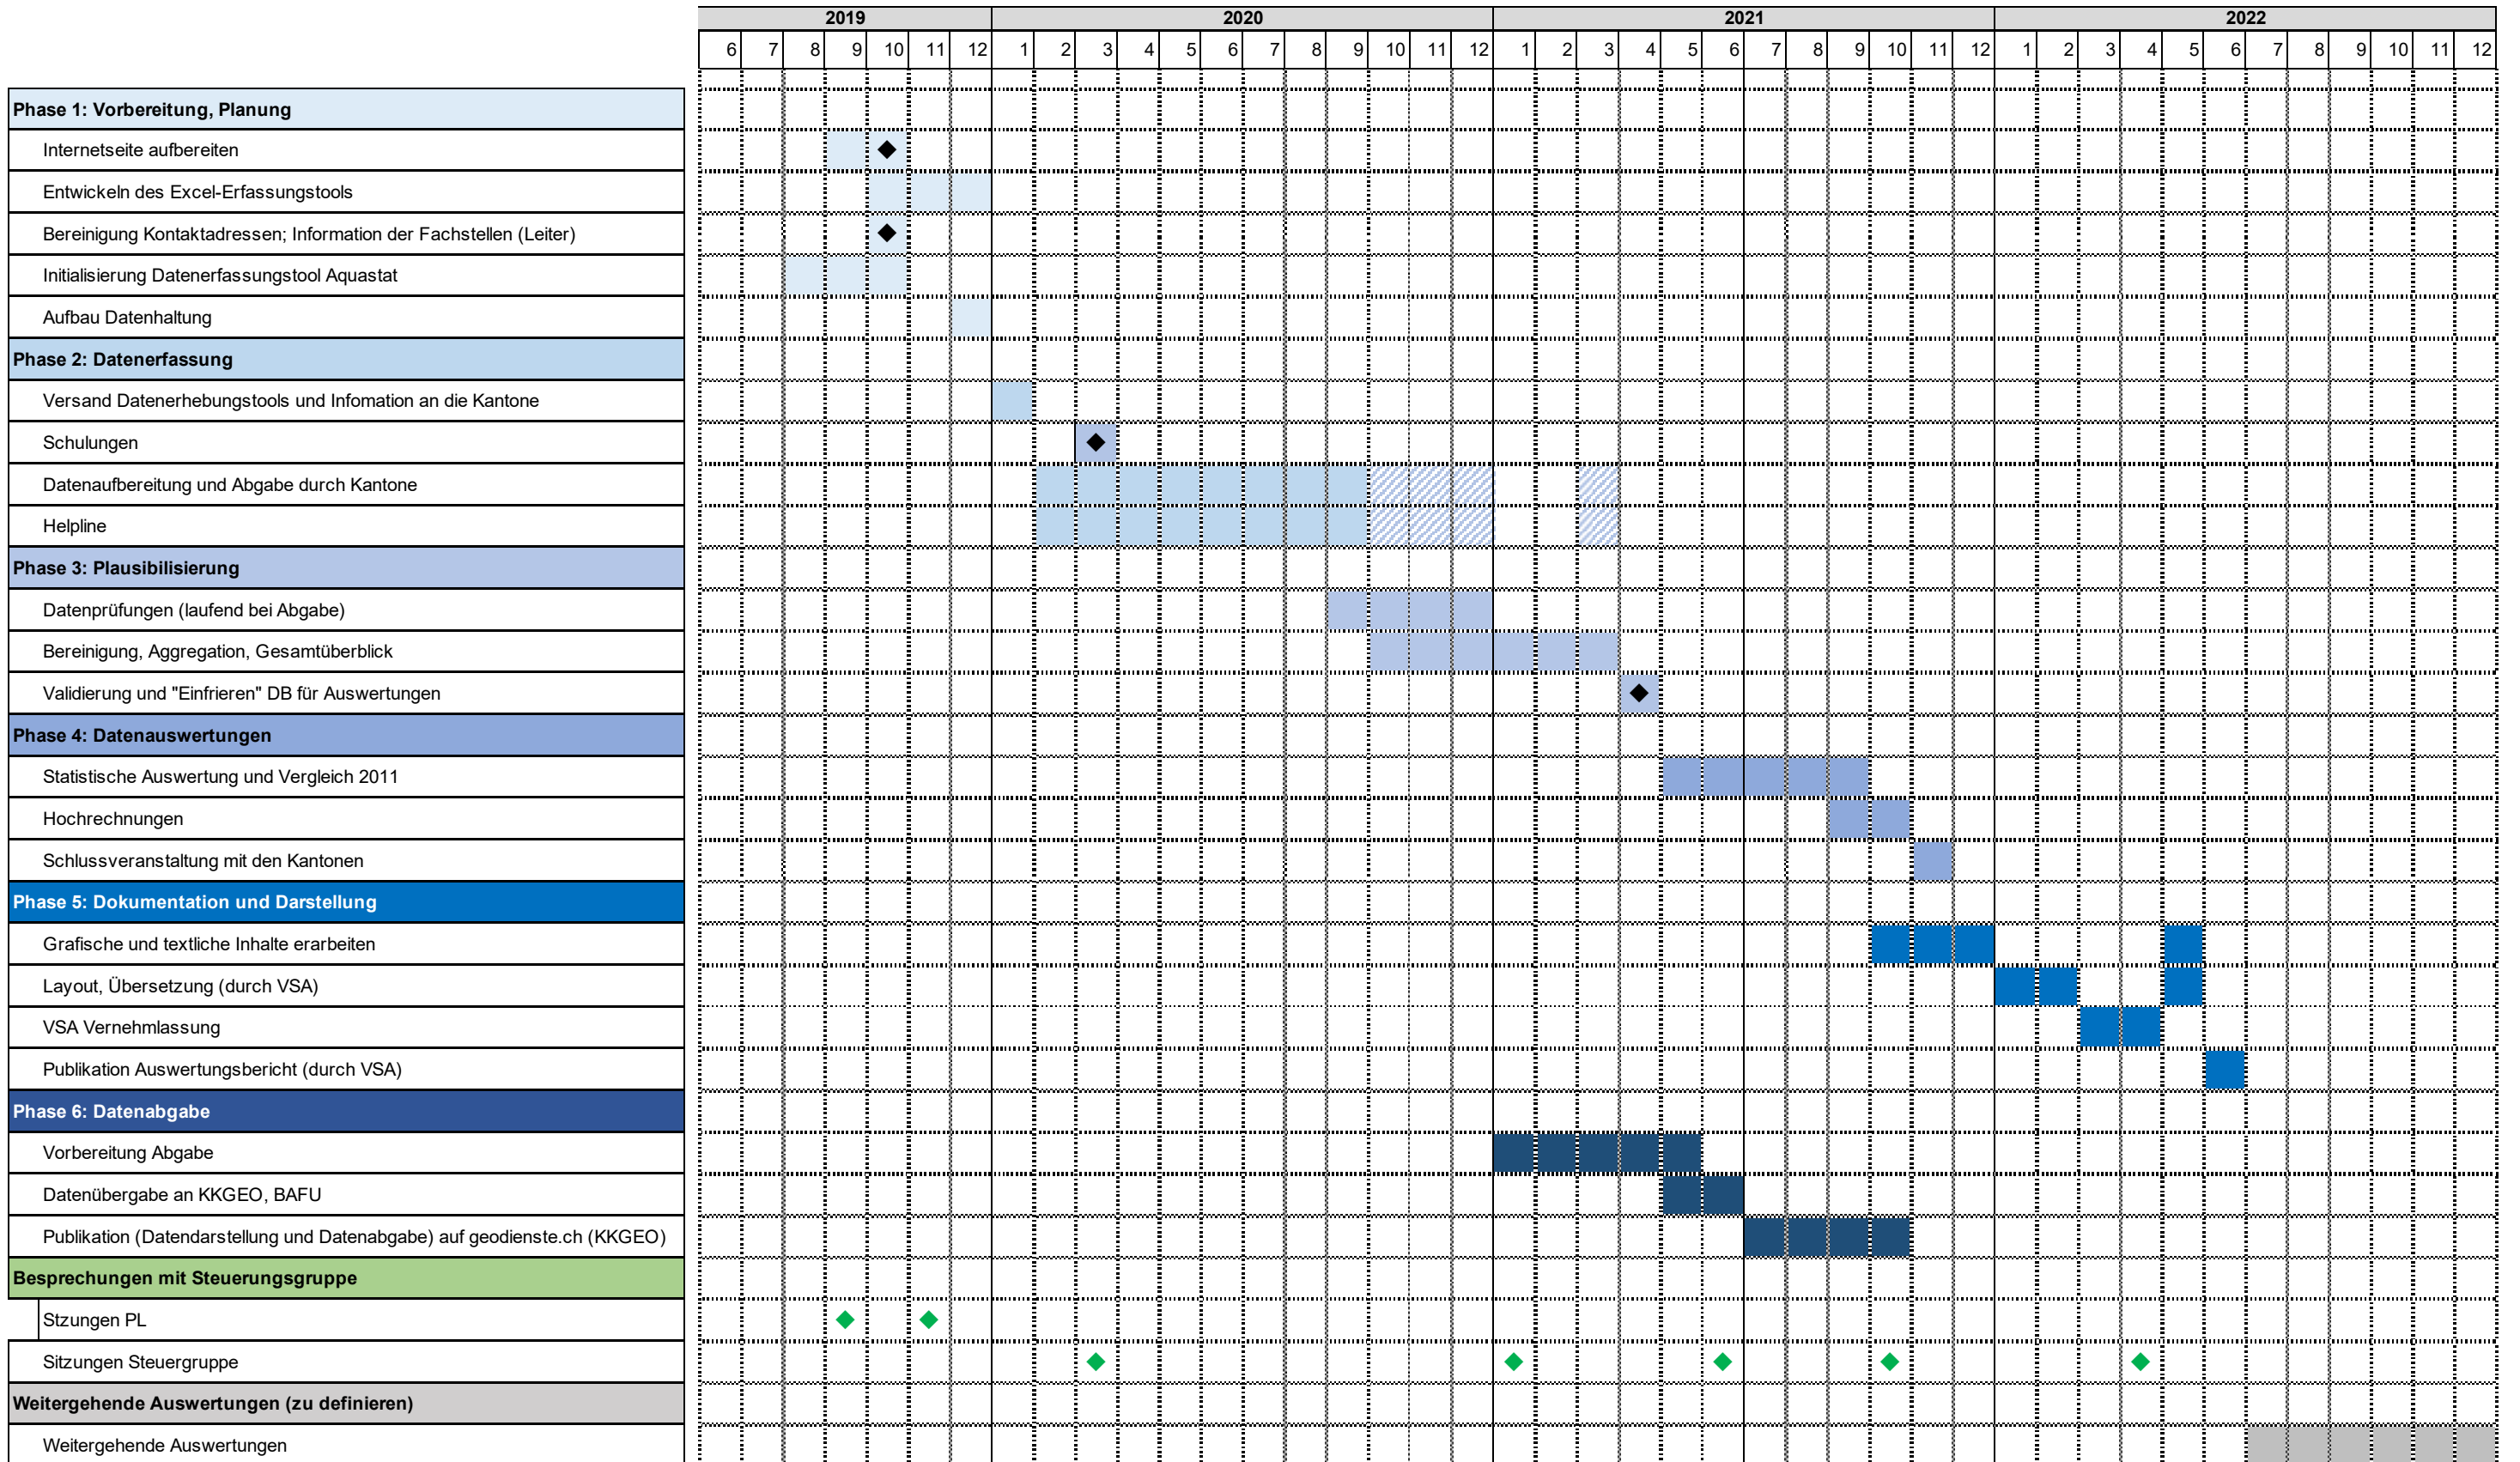 2019 2020 2021 2022
6 7 8 9 10 11 12 1 2 3 4 5 6 7 8 9 10 11 12 1 2 3 4 5 6 7 8 9 10 11 12 1 2 3 4 5 6 7 8 9 10 11 12
Phase 1: Vorbereitung, Planung
Internetseite aufbereiten
Entwickeln des Excel-Erfassungstools
Bereinigung Kontaktadressen; Information der Fachstellen (Leiter)
Initialisierung Datenerfassungstool Aquastat
Aufbau Datenhaltung
Phase 2: Datenerfassung
Versand Datenerhebungstools und Infomation an die Kantone
Schulungen
Datenaufbereitung und Abgabe durch Kantone
Helpline
Phase 3: Plausibilisierung
Datenprüfungen (laufend bei Abgabe)
Bereinigung, Aggregation, Gesamtüberblick
Validierung und "Einfrieren" DB für Auswertungen
Phase 4: Datenauswertungen
Statistische Auswertung und Vergleich 2011
Hochrechnungen
Schlussveranstaltung mit den Kantonen
Phase 5: Dokumentation und Darstellung
Grafische und textliche Inhalte erarbeiten
Layout, Übersetzung (durch VSA)
VSA Vernehmlassung
Publikation Auswertungsbericht (durch VSA)
Phase 6: Datenabgabe
Vorbereitung Abgabe
Datenübergabe an KKGEO, BAFU
Publikation (Datendarstellung und Datenabgabe) auf geodienste.ch (KKGEO)
Besprechungen mit Steuerungsgruppe
Stzungen PL
Sitzungen Steuergruppe
Weitergehende Auswertungen (zu definieren)
Weitergehende Auswertungen